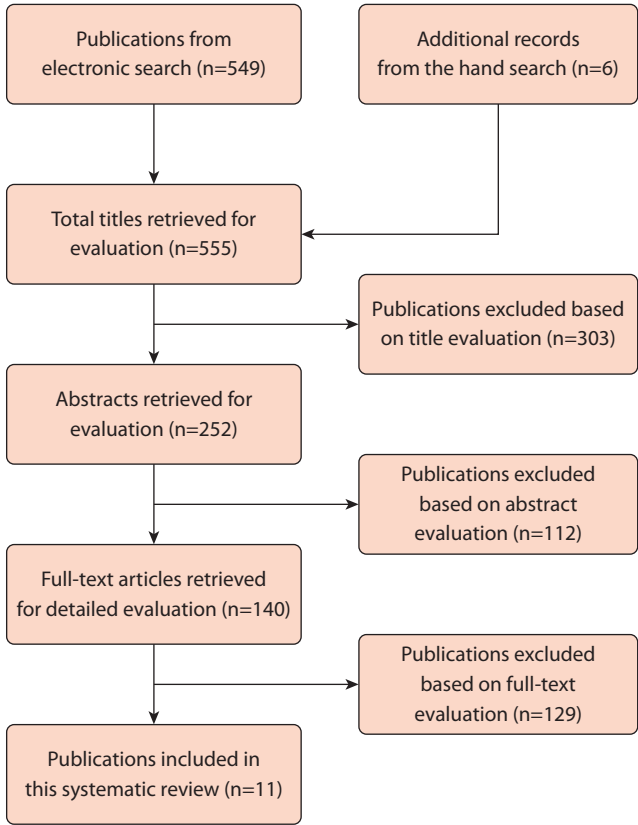 Publications from
electronic search (n=549)
Additional records
from the hand search (n=6)
Total titles retrieved for
evaluation (n=555)
Publications excluded based
on title evaluation (n=303)
Abstracts retrieved for
evaluation (n=252)
Publications excluded
based on abstract
evaluation (n=112)
Full-text articles retrieved
for detailed evaluation (n=140)
Publications excluded
based on full-text
evaluation (n=129)
Publications included in
this systematic review (n=11)